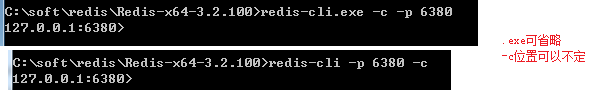 C:\soft\redis\Redis-x64-3.2.100>redis-cli.exe -c -p 6380
127.0.0.1:6380>
.exe可省略
-c位置可以不定
C:\soft\redis\Redis-x64-3.2.100>redis-cli -p 6380 -c
127.0.0.1:6380>